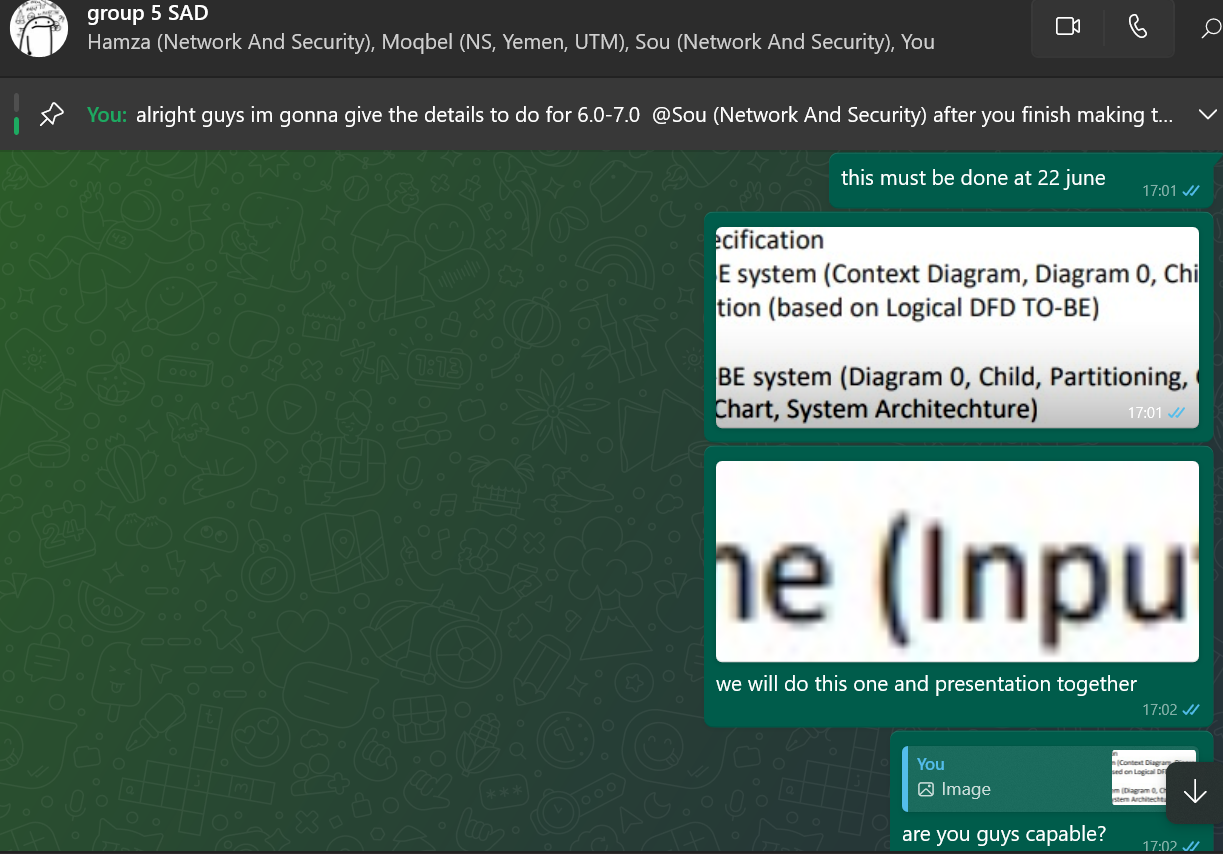 group 5 SAD
Hamza (Network And Security), Moqbel (NS, Yemen, UTM), Sou (Network And Security), You
You: alright guys im gonna give the details to do for 6.0-7.0 @Sou (Network And Security) after you finish making t...
this must be done at 22 june
17:01
ecification
E system (Context Diagram, Diagram 0, Chi
tion (based on Logical DFD TO-BE)
BE system (Diagram 0, Child, Partitioning,
Chart, System Architechture)
17:01
ne (Inpu
we will do this one and presentation together
17:02
You
Image
are you guys capable?
17:02